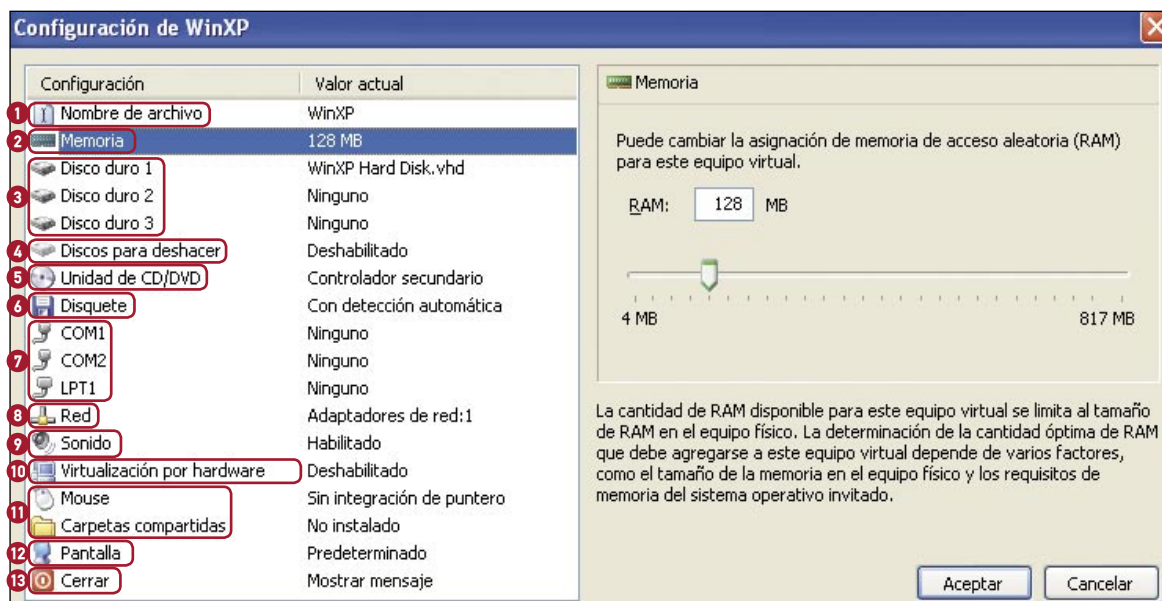 Configuración de WinXP
Configuración Valor actual
1 Nombre de archivo WinXP
2 Memoria 128 MB
Disco duro 1 WinXP Hard Disk.vhd
3 Disco duro 2 Ninguno
Disco duro 3 Ninguno
4 Discos para deshacer Deshabilitado
5 Unidad de CD/DVD Controlador secundario
6 Disquete Con detección automática
COM1 Ninguno
7 COM2 Ninguno
LPT1 Ninguno
8 Red Adaptadores de red:1
9 Sonido Habilitado
10 Virtualización por hardware Deshabilitado
11 Mouse Sin integración de puntero
Carpetas compartidas No instalado
12 Pantalla Predeterminado
13 Cerrar Mostrar mensaje
Memoria
Puede cambiar la asignación de memoria de acceso aleatoria (RAM)
para este equipo virtual.
RAM: 128 MB
4 MB 817 MB
La cantidad de RAM disponible para este equipo virtual se limita al tamaño
de RAM en el equipo físico. La determinación de la cantidad óptima de RAM
que debe agregarse a este equipo virtual depende de varios factores,
como el tamaño de la memoria en el equipo físico y los requisitos de
memoria del sistema operativo invitado.
Aceptar Cancelar